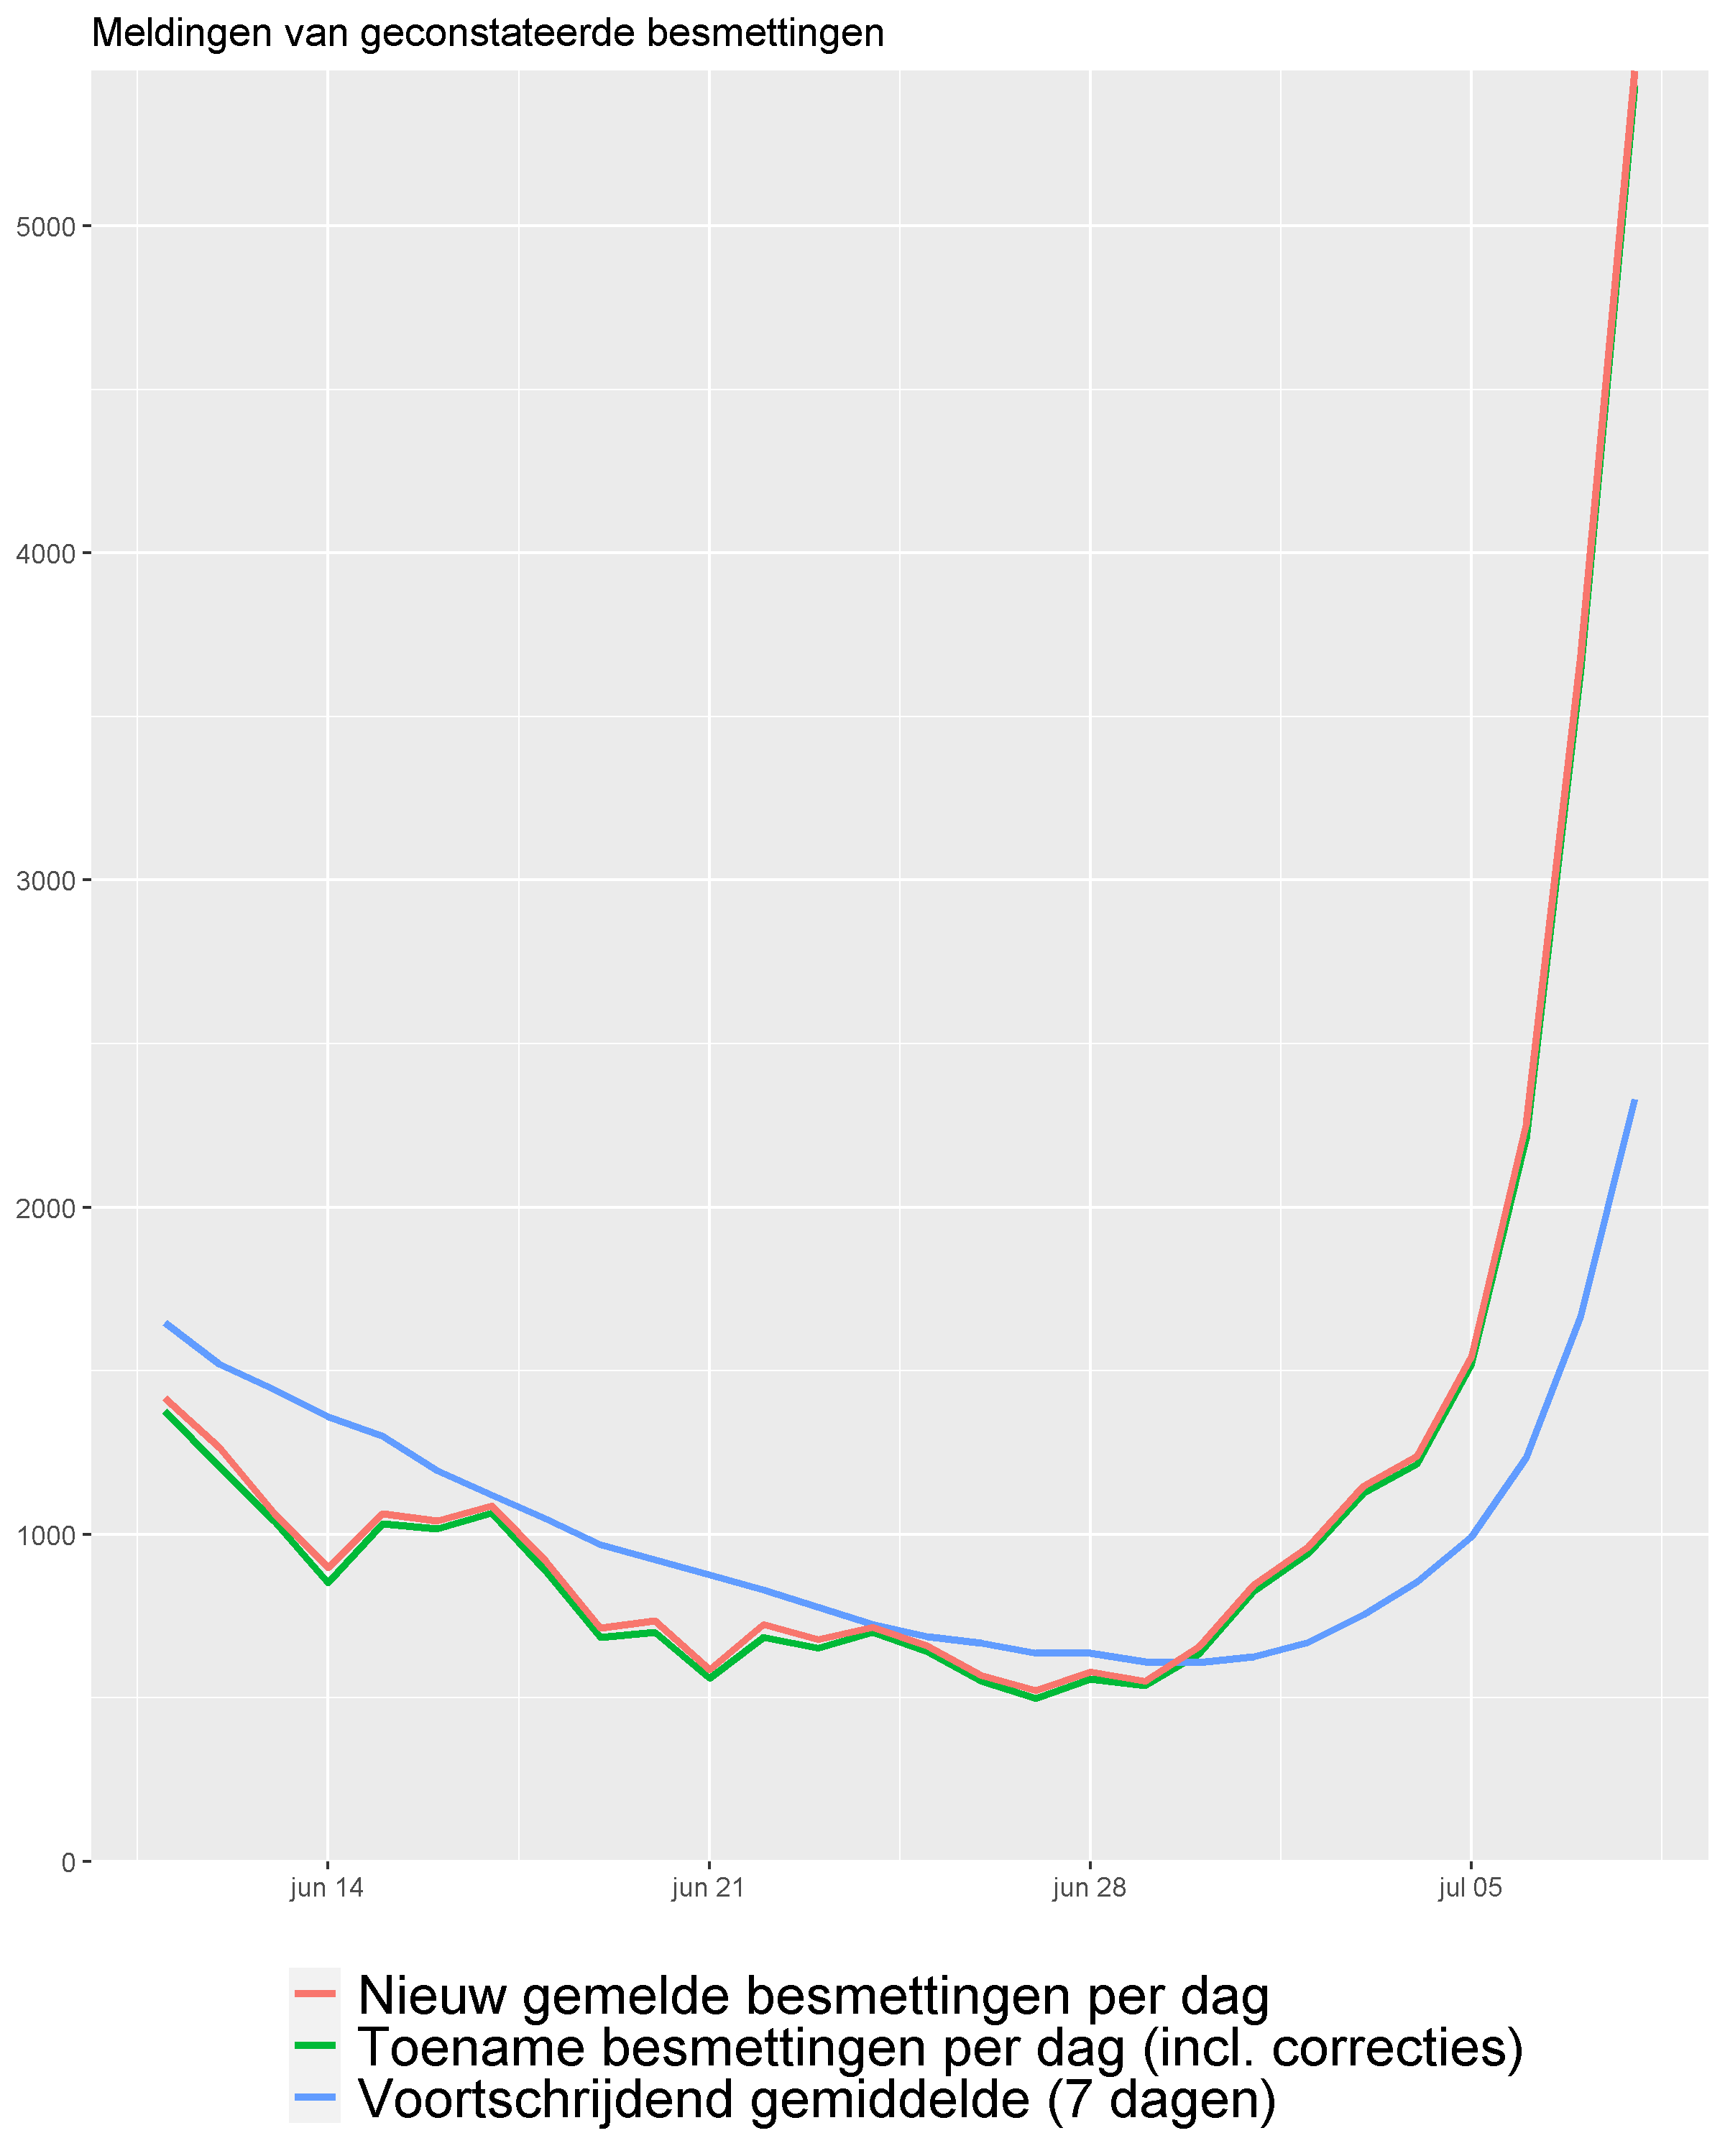 Meldingen van geconstateerde besmettingen
5000
4000
3000
2000
1000
0
jun 14
jun 21
jun 28
jul 05
Nieuw gemelde besmettingen per dag
Toename besmettingen per dag (incl. correcties)
Voortschrijdend gemiddelde (7 dagen)